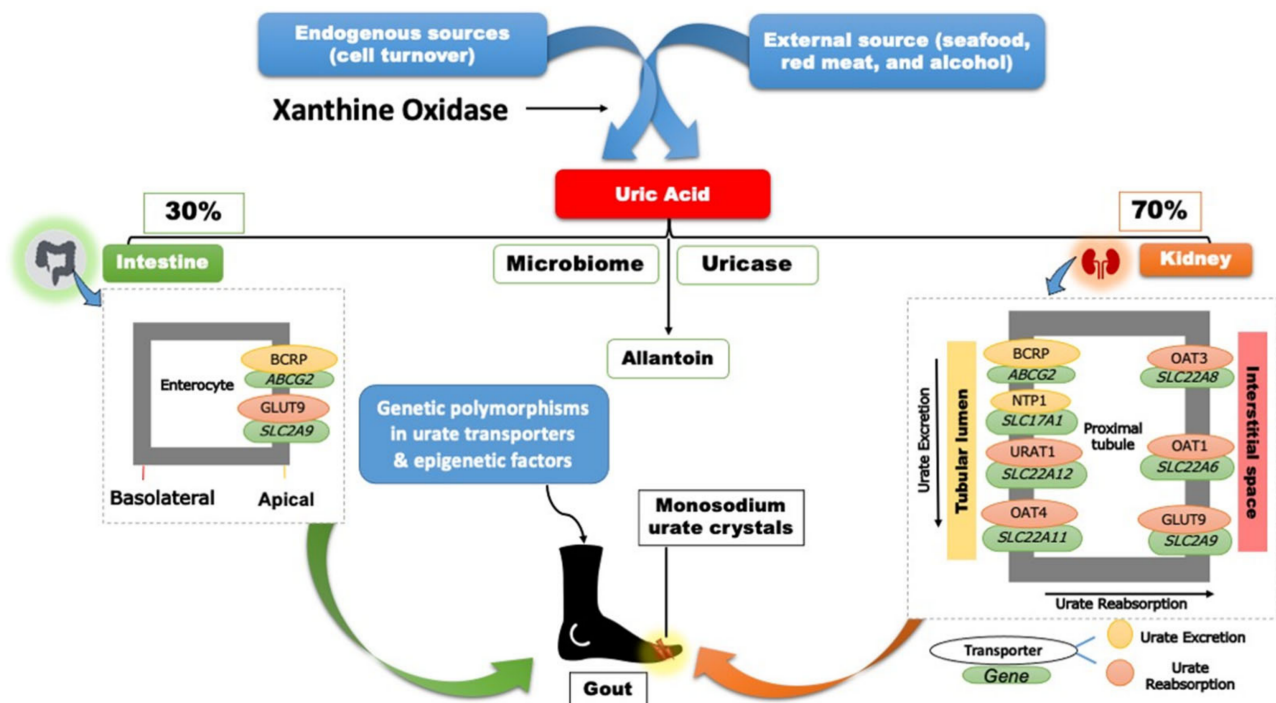 Endogenous sources
(cell turnover)
External source (seafood,
red meat, and alcohol)
Xanthine Oxidase
Uric Acid
30%
70%
Intestine
Microbiome
Uricase
Kidney
Allantoin
Enterocyte
BCRP
ABCG2
GLUT9
SLC2A9
Basolateral
Apical
Genetic polymorphisms
in urate transporters
& epigenetic factors
Monosodium
urate crystals
Gout
Urate Excretion
Tubular lumen
BCRP
ABCG2
NTP1
SLC17A1
URAT1
SLC22A12
OAT4
SLC22A11
Proximal
tubule
OAT3
SLC22A8
OAT1
SLC22A6
GLUT9
SLC2A9
Interstitial space
Urate Reabsorption
Transporter
Gene
Urate Excretion
Urate
Reabsorption